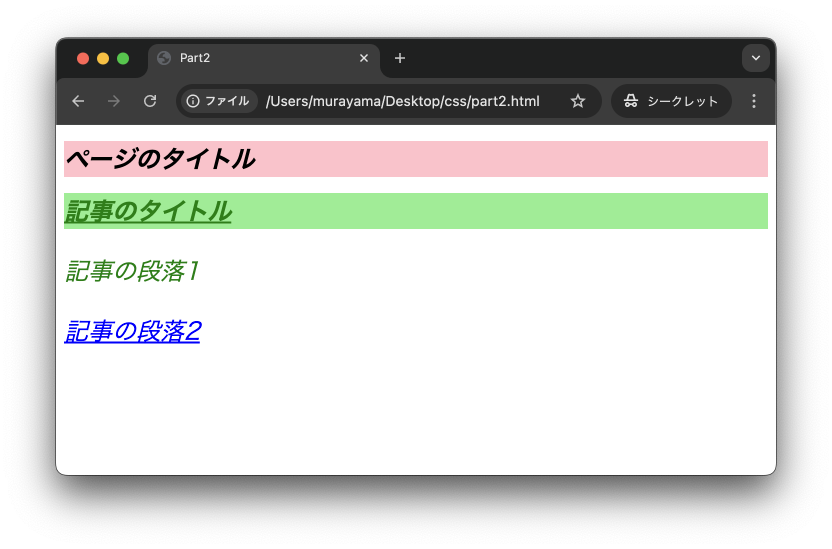 Part2
ファイル /Users/murayama/Desktop/css/part2.html シークレット
ページのタイトル
記事のタイトル
記事の段落1
記事の段落2